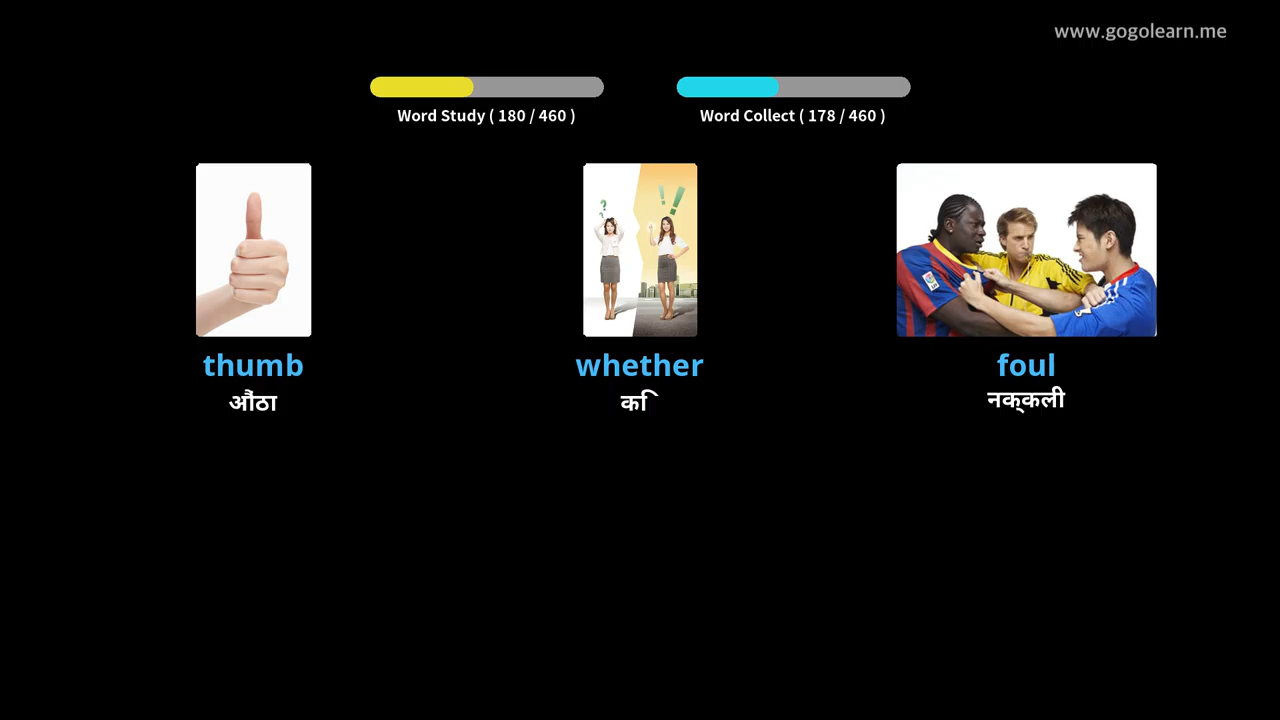 www.gogolearn.me
Word Study ( 180 / 460 )
Word Collect ( 178 / 460 )
thumb
whether
foul
औंठा
कि
नक्कली